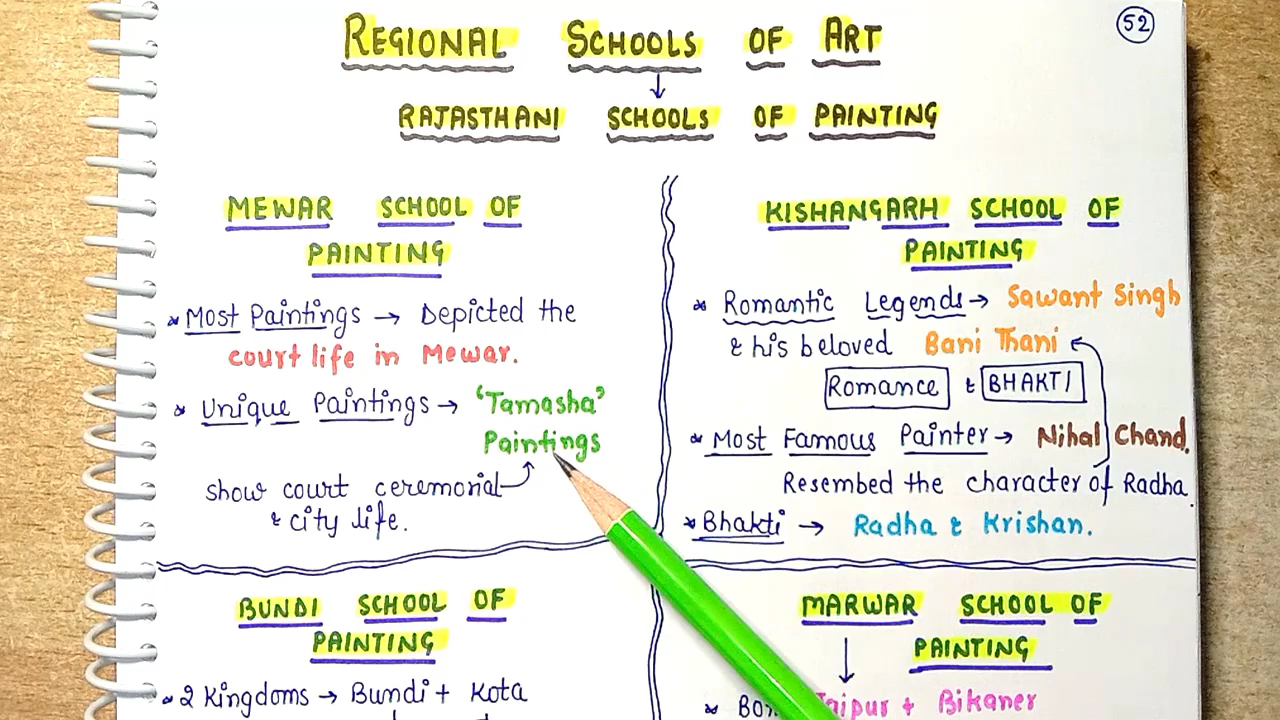 52
REGIONAL SCHOOLS OF ART
↓
RAJASTHANI SCHOOLS OF PAINTING
MEWAR SCHOOL OF
PAINTING
* Most Paintings → Depicted the
court life in Mewar.
* Unique Paintings → 'Tamasha'
Paintings
show court ceremonial
& city life.
KISHANGARH SCHOOL OF
PAINTING
* Romantic Legends → Sawant Singh
& his beloved Bani Thani
Romance & BHAKTI
* Most Famous Painter → Nihal Chand.
Resembed the character of Radha.
* Bhakti → Radha & Krishan.
BUNDI SCHOOL OF
PAINTING
* 2 Kingdoms → Bundi + Kota
MARWAR SCHOOL OF
PAINTING
* Jaipur + Bikaner